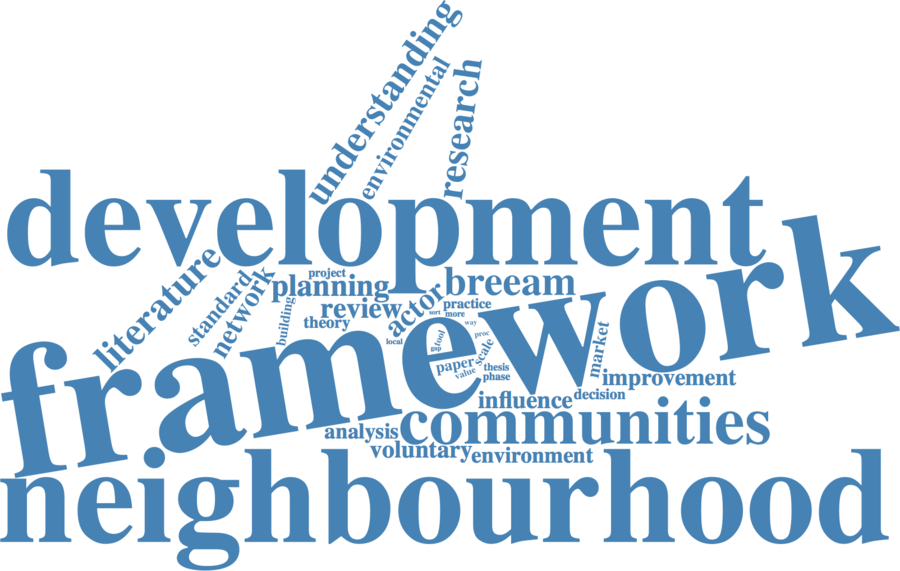 understanding
environmental
research
development
literature
standard
network
project
planning
building
review
theory
actor
breeam
practice
sort
more
way
proc
local
tool
gap
scale
paper
value
thesis
phase
market
framework
improvement
decision
influence
communities
analysis
voluntary
environment
neighbourhood